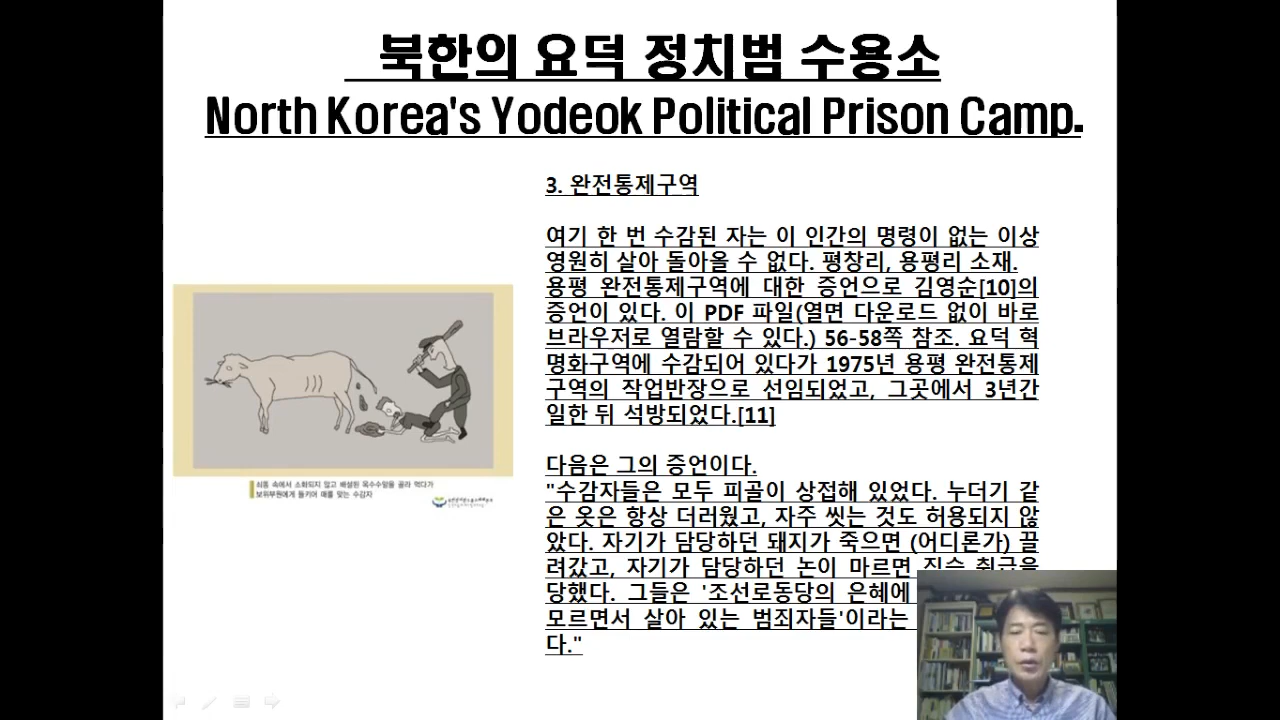 북한의 요덕 정치범 수용소
North Korea's Yodeok Political Prison Camp.
3. 완전통제구역
여기 한 번 수감된 자는 이 인간의 명령이 없는 이상
영원히 살아 돌아올 수 없다. 평창리, 용평리 소재.
용평 완전통제구역에 대한 증언으로 김영순[10]의
증언이 있다. 이 PDF 파일(열면 다운로드 없이 바로
브라우저로 열람할 수 있다.) 56-58쪽 참조. 요덕 혁
명화구역에 수감되어 있다가 1975년 용평 완전통제
구역의 작업반장으로 선임되었고, 그곳에서 3년간
일한 뒤 석방되었다.[11]
다음은 그의 증언이다.
"수감자들은 모두 피골이 상접해 있었다. 누더기 같
은 옷은 항상 더러웠고, 자주 씻는 것도 허용되지 않
았다. 자기가 담당하던 돼지가 죽으면 (어디론가) 끌
려갔고, 자기가 담당하던 논이 마르면 짐승 취급을
당했다. 그들은 '조선로동당의 은혜에
모르면서 살아 있는 범죄자들'이라는
다."
쇠똥 속에서 소화되지 않고 배설된 옥수수알을 골라 먹다가
보위부원에게 들키어 매를 맞는 수감자